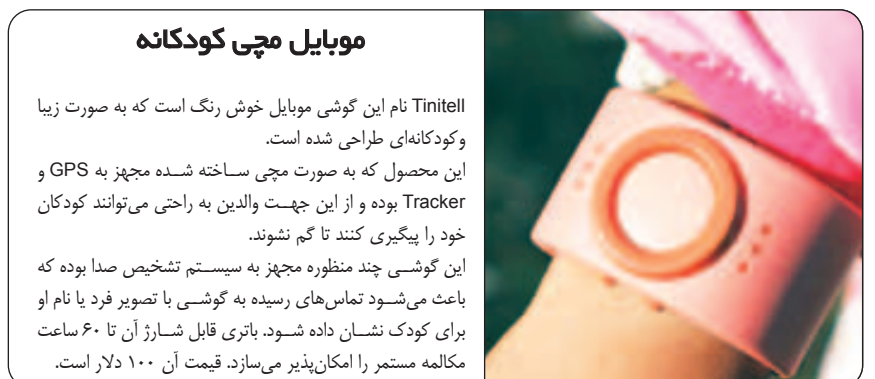 موبایل مچی کودکانه
Tinitell نام این گوشی موبایل خوش رنگ است که به صورت زیبا
وکودکانه‌ای طراحی شده است.
این محصول که به صورت مچی ساخته شده مجهز به GPS و
Tracker بوده و از این جهت والدین به راحتی می‌توانند کودکان
خود را پیگیری کنند تا گم نشوند.
این گوشی چند منظوره مجهز به سیستم تشخیص صدا بوده که
باعث می‌شود تماس‌های رسیده به گوشی با تصویر فرد یا نام او
برای کودک نشان داده شود. باتری قابل شارژ آن تا ۶۰ ساعت
مکالمه مستمر را امکان‌پذیر می‌سازد. قیمت آن ۱۰۰ دلار است.